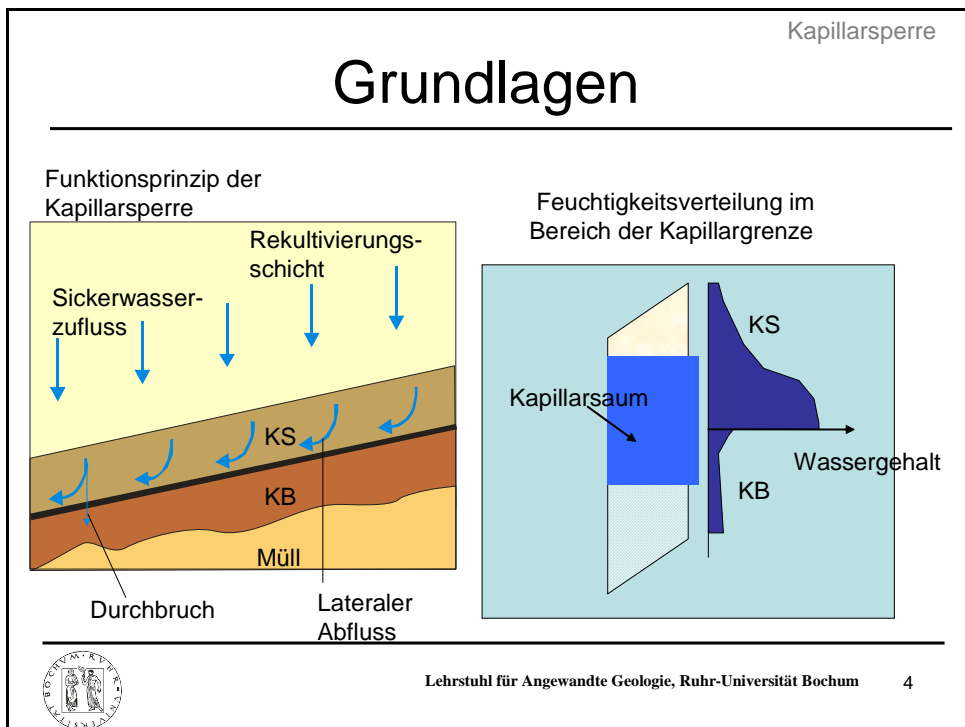 Kapillarsperre
Grundlagen
Funktionsprinzip der
Kapillarsperre
Rekultivierungs-
schicht
Sickerwasser-
zufluss
KS
KB
Müll
Durchbruch
Lateraler
Abfluss
Feuchtigkeitsverteilung im
Bereich der Kapillargrenze
KS
Kapillarsaum
Wassergehalt
KB
Lehrstuhl für Angewandte Geologie, Ruhr-Universität Bochum
4